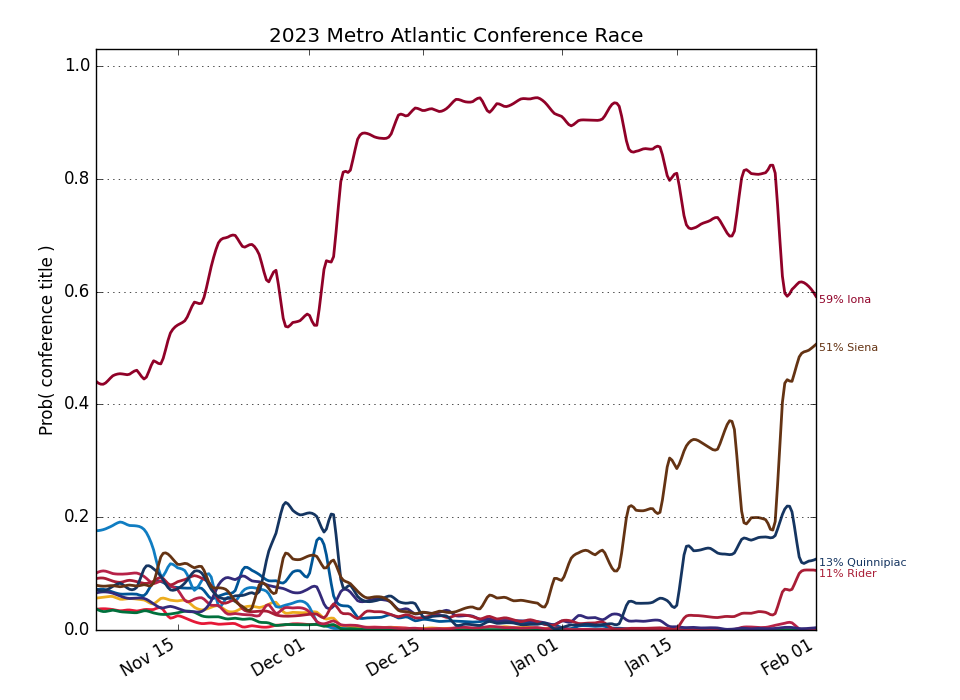 2023 Metro Atlantic Conference Race
Prob( conference title )
1.0
0.8
0.6
0.4
0.2
0.0
59% Iona
51% Siena
13% Quinnipiac
11% Rider
Nov 15
Dec 01
Dec 15
Jan 01
Jan 15
Feb 01